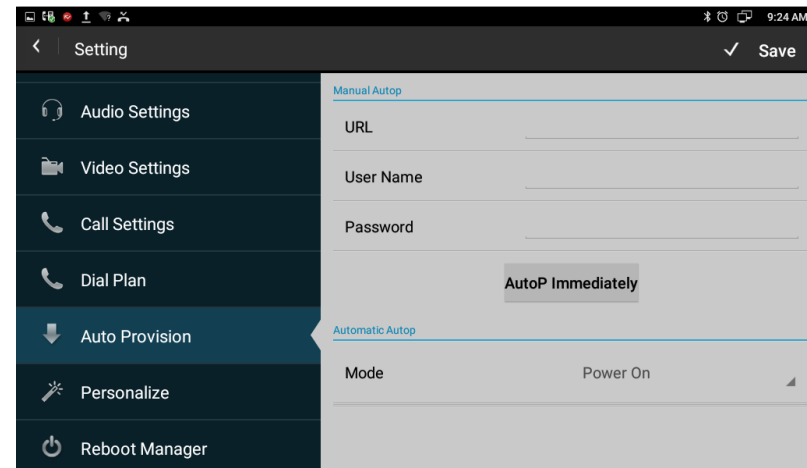 9:24 AM
Setting
Save
Audio Settings
Video Settings
Call Settings
Dial Plan
Auto Provision
Personalize
Reboot Manager
Manual Autop
URL
User Name
Password
AutoP Immediately
Automatic Autop
Mode Power On